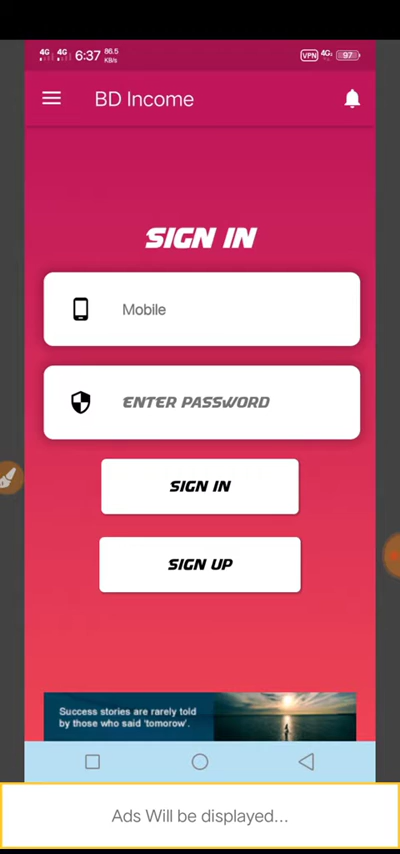 4G 4G 6:37 86.5 KB/s VPN 4G 97
BD Income
SIGN IN
Mobile
ENTER PASSWORD
SIGN IN
SIGN UP
Success stories are rarely told
by those who said 'tomorow'.
Ads Will be displayed...